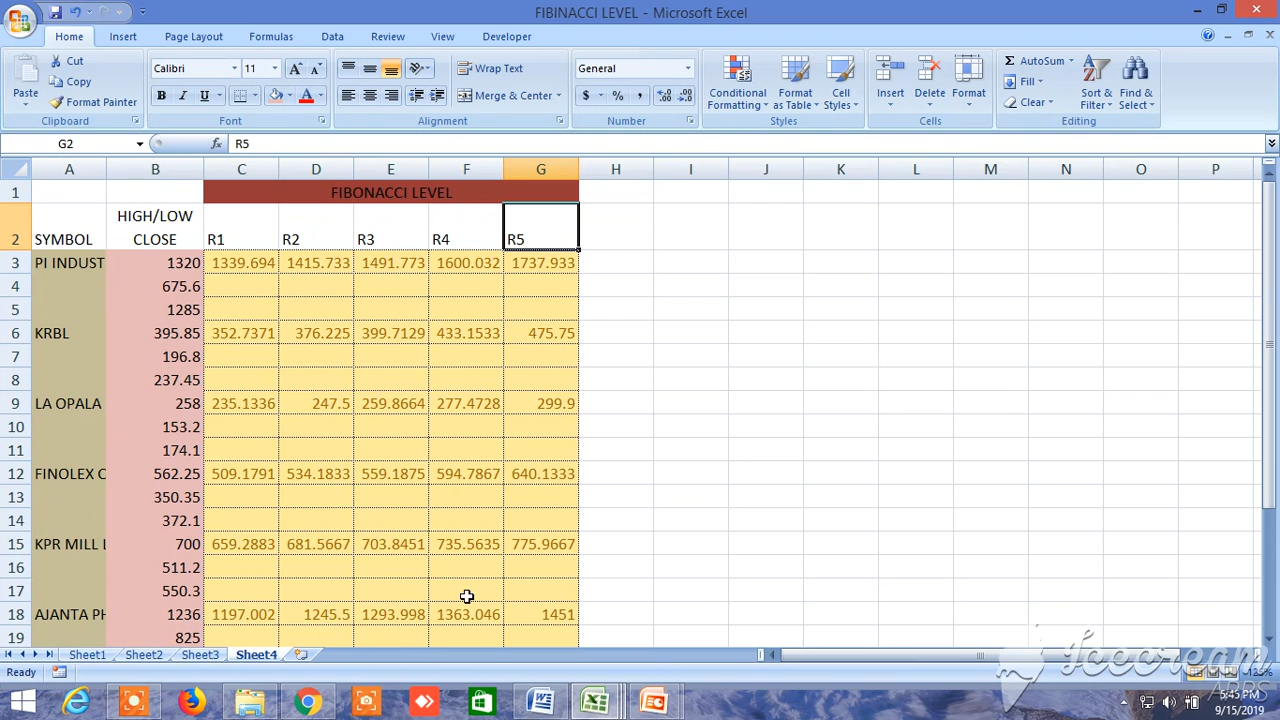 FIBINACCI LEVEL - Microsoft Excel
Home Insert Page Layout Formulas Data Review View Developer
Paste Cut Copy Format Painter Clipboard
Calibri 11 A A B I U A Font
Wrap Text Merge & Center Alignment
General $ % , .0 .00 .00 .0 Number
Conditional Formatting Format as Table Cell Styles Styles
Insert Delete Format Cells
Σ AutoSum Fill Clear Sort & Filter Find & Select Editing
G2 fx R5
A B C D E F G H I J K L M N O P
1 FIBONACCI LEVEL
HIGH/LOW
2 SYMBOL CLOSE R1 R2 R3 R4 R5
3 PI INDUST 1320 1339.694 1415.733 1491.773 1600.032 1737.933
4 675.6
5 1285
6 KRBL 395.85 352.7371 376.225 399.7129 433.1533 475.75
7 196.8
8 237.45
9 LA OPALA 258 235.1336 247.5 259.8664 277.4728 299.9
10 153.2
11 174.1
12 FINOLEX C 562.25 509.1791 534.1833 559.1875 594.7867 640.1333
13 350.35
14 372.1
15 KPR MILL L 700 659.2883 681.5667 703.8451 735.5635 775.9667
16 511.2
17 550.3
18 AJANTA PH 1236 1197.002 1245.5 1293.998 1363.046 1451
19 825
Sheet1 Sheet2 Sheet3 Sheet4
Ready 125%
Icecream
APPS
5:45 PM
9/15/2019